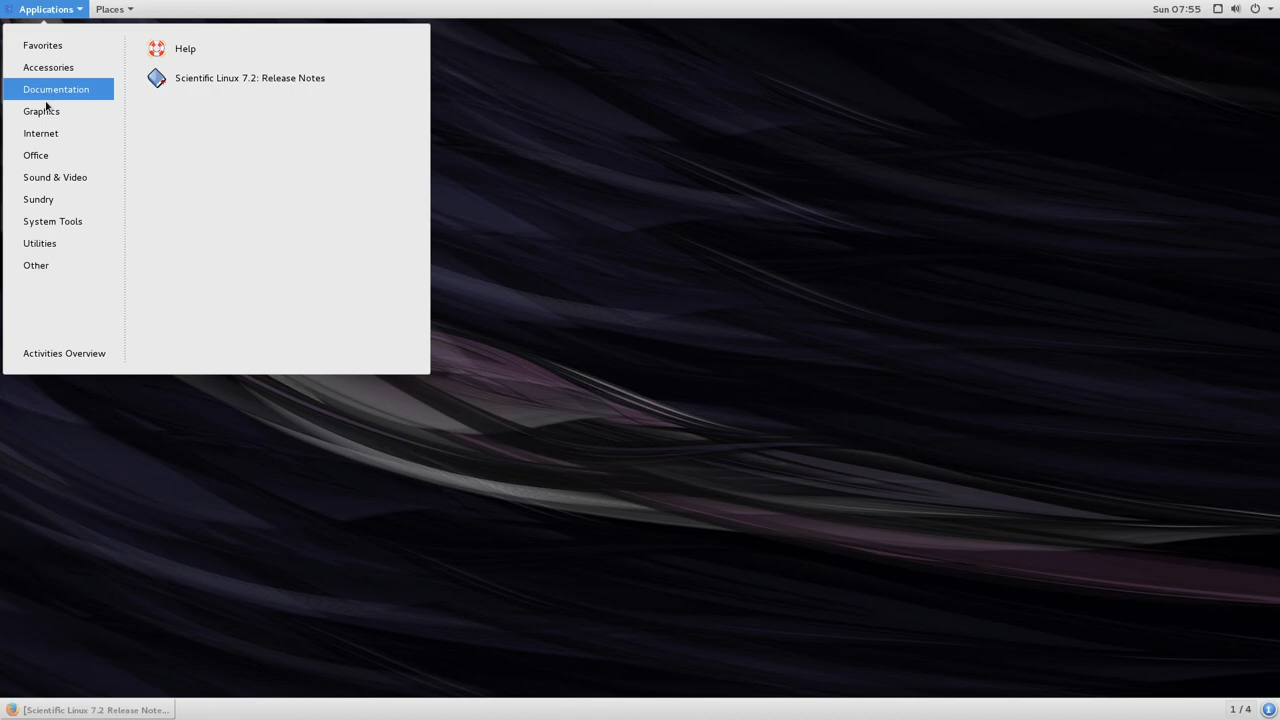 Applications Places Sun 07:55
Favorites
Accessories
Documentation
Graphics
Internet
Office
Sound & Video
Sundry
System Tools
Utilities
Other
Activities Overview
Help
Scientific Linux 7.2: Release Notes
[Scientific Linux 7.2 Release Note... 1 / 4